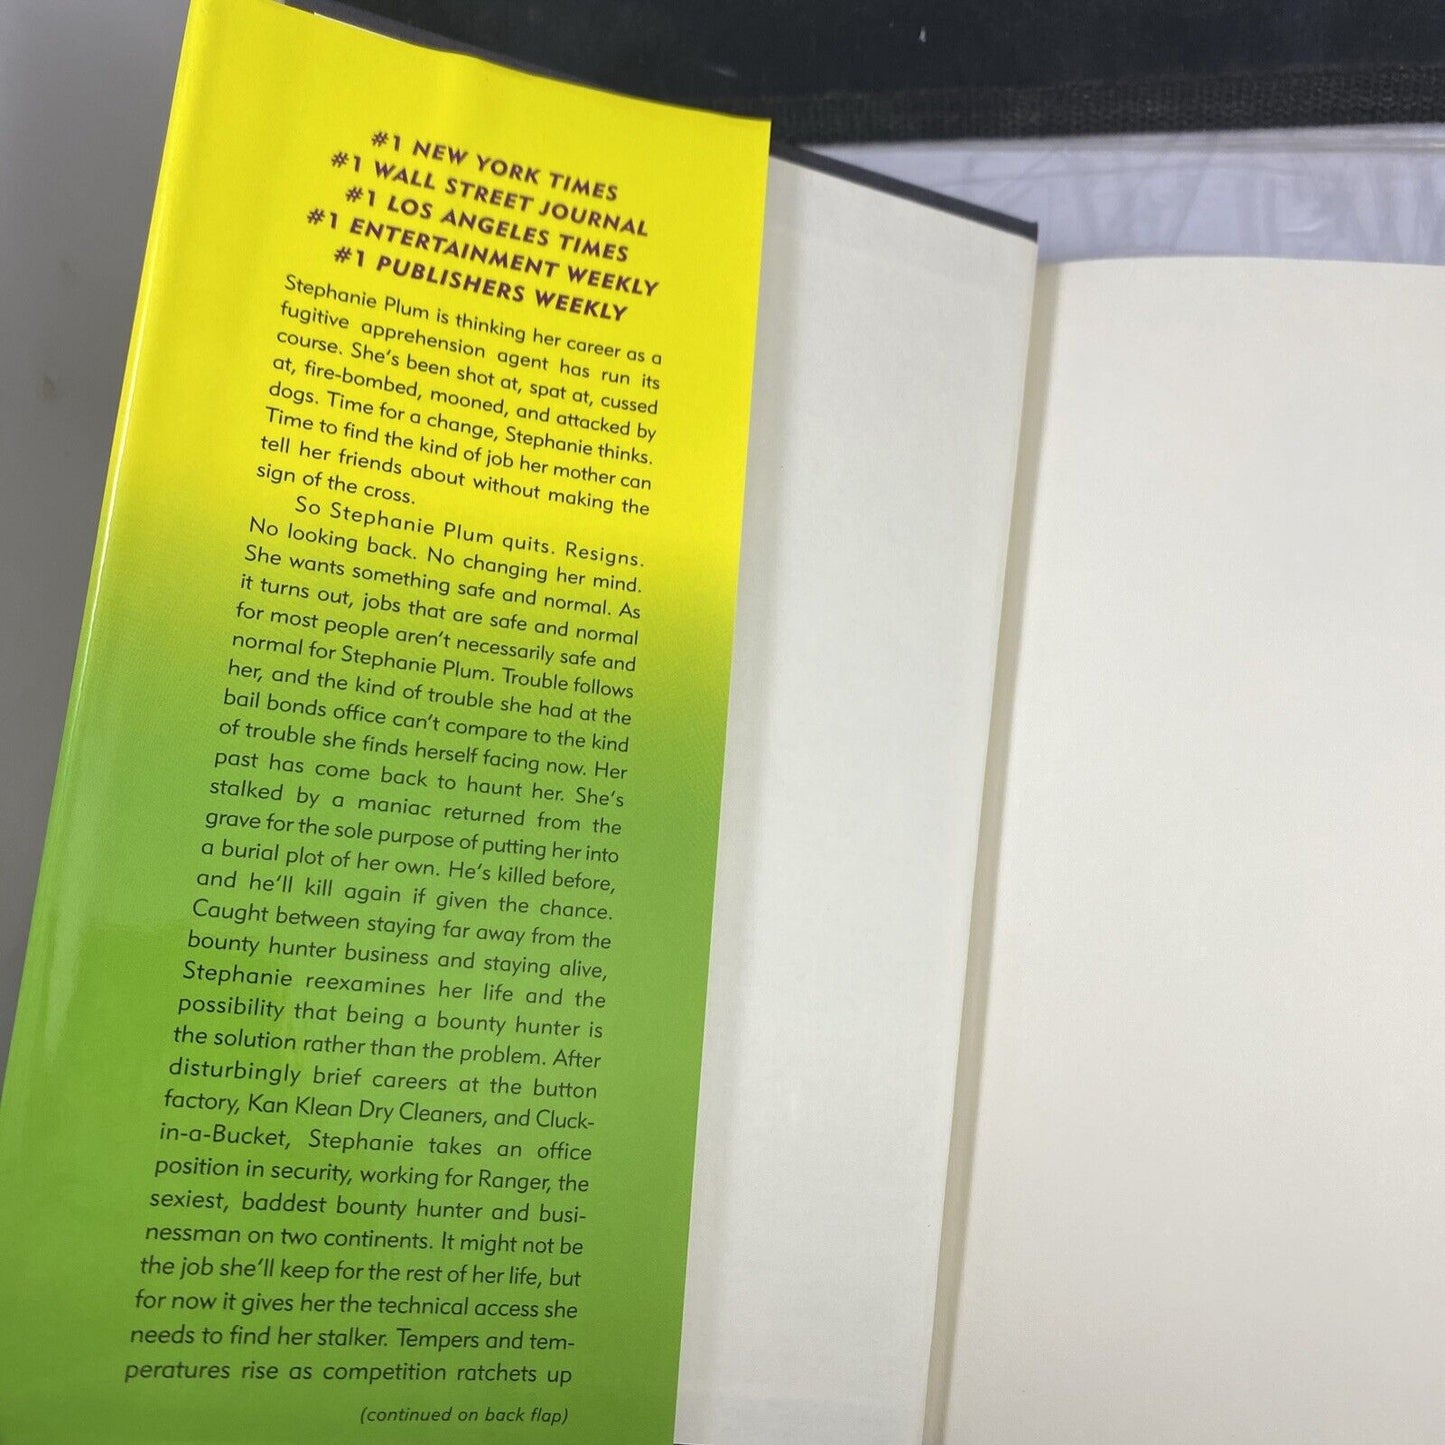 #1 NEW YORK TIMES
#1 WALL STREET JOURNAL
#1 LOS ANGELES TIMES
#1 ENTERTAINMENT WEEKLY
#1 PUBLISHERS WEEKLY
Stephanie Plum is thinking her career as a
fugitive apprehension agent has run its
course. She's been shot at, spat at, cussed
at, fire-bombed, mooned, and attacked by
dogs. Time for a change, Stephanie thinks.
Time to find the kind of job her mother can
tell her friends about without making the
sign of the cross.
So Stephanie Plum quits. Resigns.
No looking back. No changing her mind.
She wants something safe and normal. As
it turns out, jobs that are safe and normal
for most people aren't necessarily safe and
normal for Stephanie Plum. Trouble follows
her, and the kind of trouble she had at the
bail bonds office can't compare to the kind
of trouble she finds herself facing now. Her
past has come back to haunt her. She's
stalked by a maniac returned from the
grave for the sole purpose of putting her into
a burial plot of her own. He's killed before,
and he'll kill again if given the chance.
Caught between staying far away from the
bounty hunter business and staying alive,
Stephanie reexamines her life and the
possibility that being a bounty hunter is
the solution rather than the problem. After
disturbingly brief careers at the button
factory, Kan Klean Dry Cleaners, and Cluck-
in-a-Bucket, Stephanie takes an office
position in security, working for Ranger, the
sexiest, baddest bounty hunter and busi-
nessman on two continents. It might not be
the job she'll keep for the rest of her life, but
for now it gives her the technical access she
needs to find her stalker. Tempers and tem-
peratures rise as competition ratchets up
(continued on back flap)